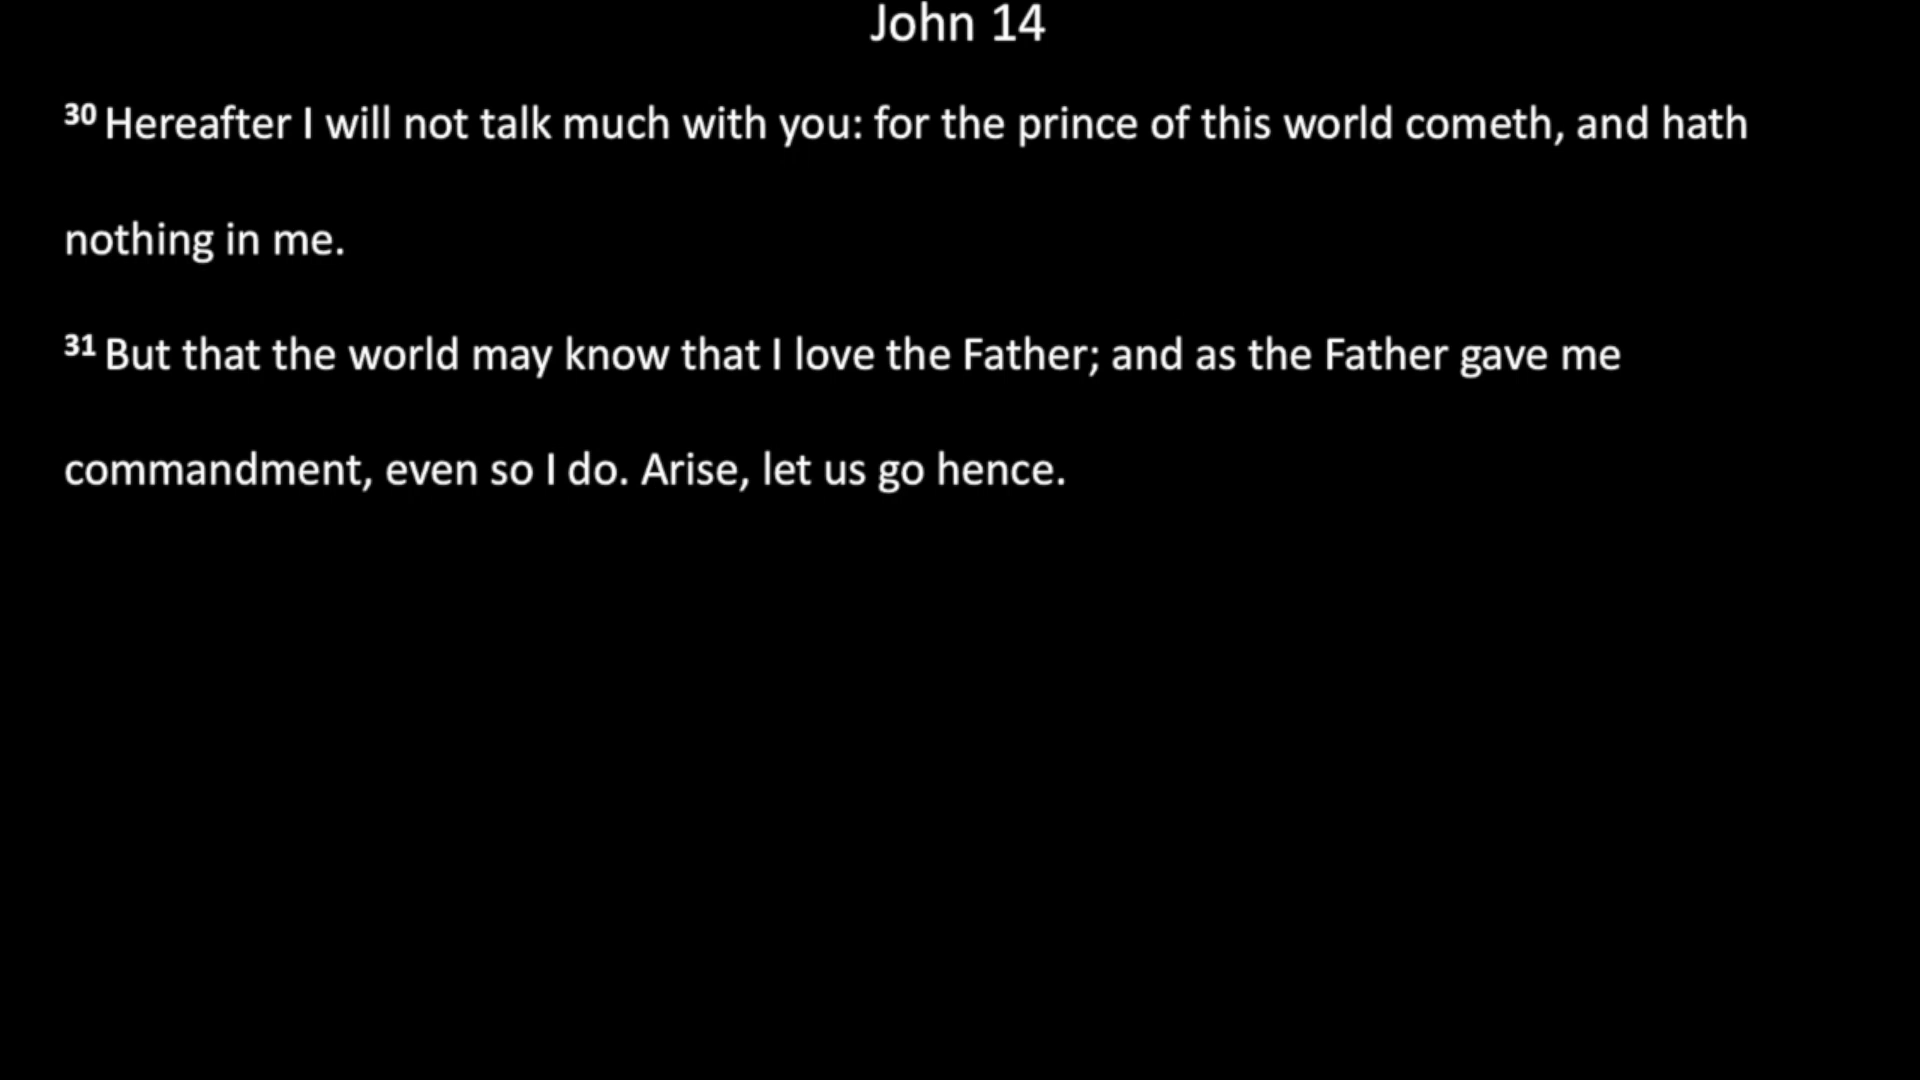 John 14
30 Hereafter I will not talk much with you: for the prince of this world cometh, and hath
nothing in me.
31 But that the world may know that I love the Father; and as the Father gave me
commandment, even so I do. Arise, let us go hence.